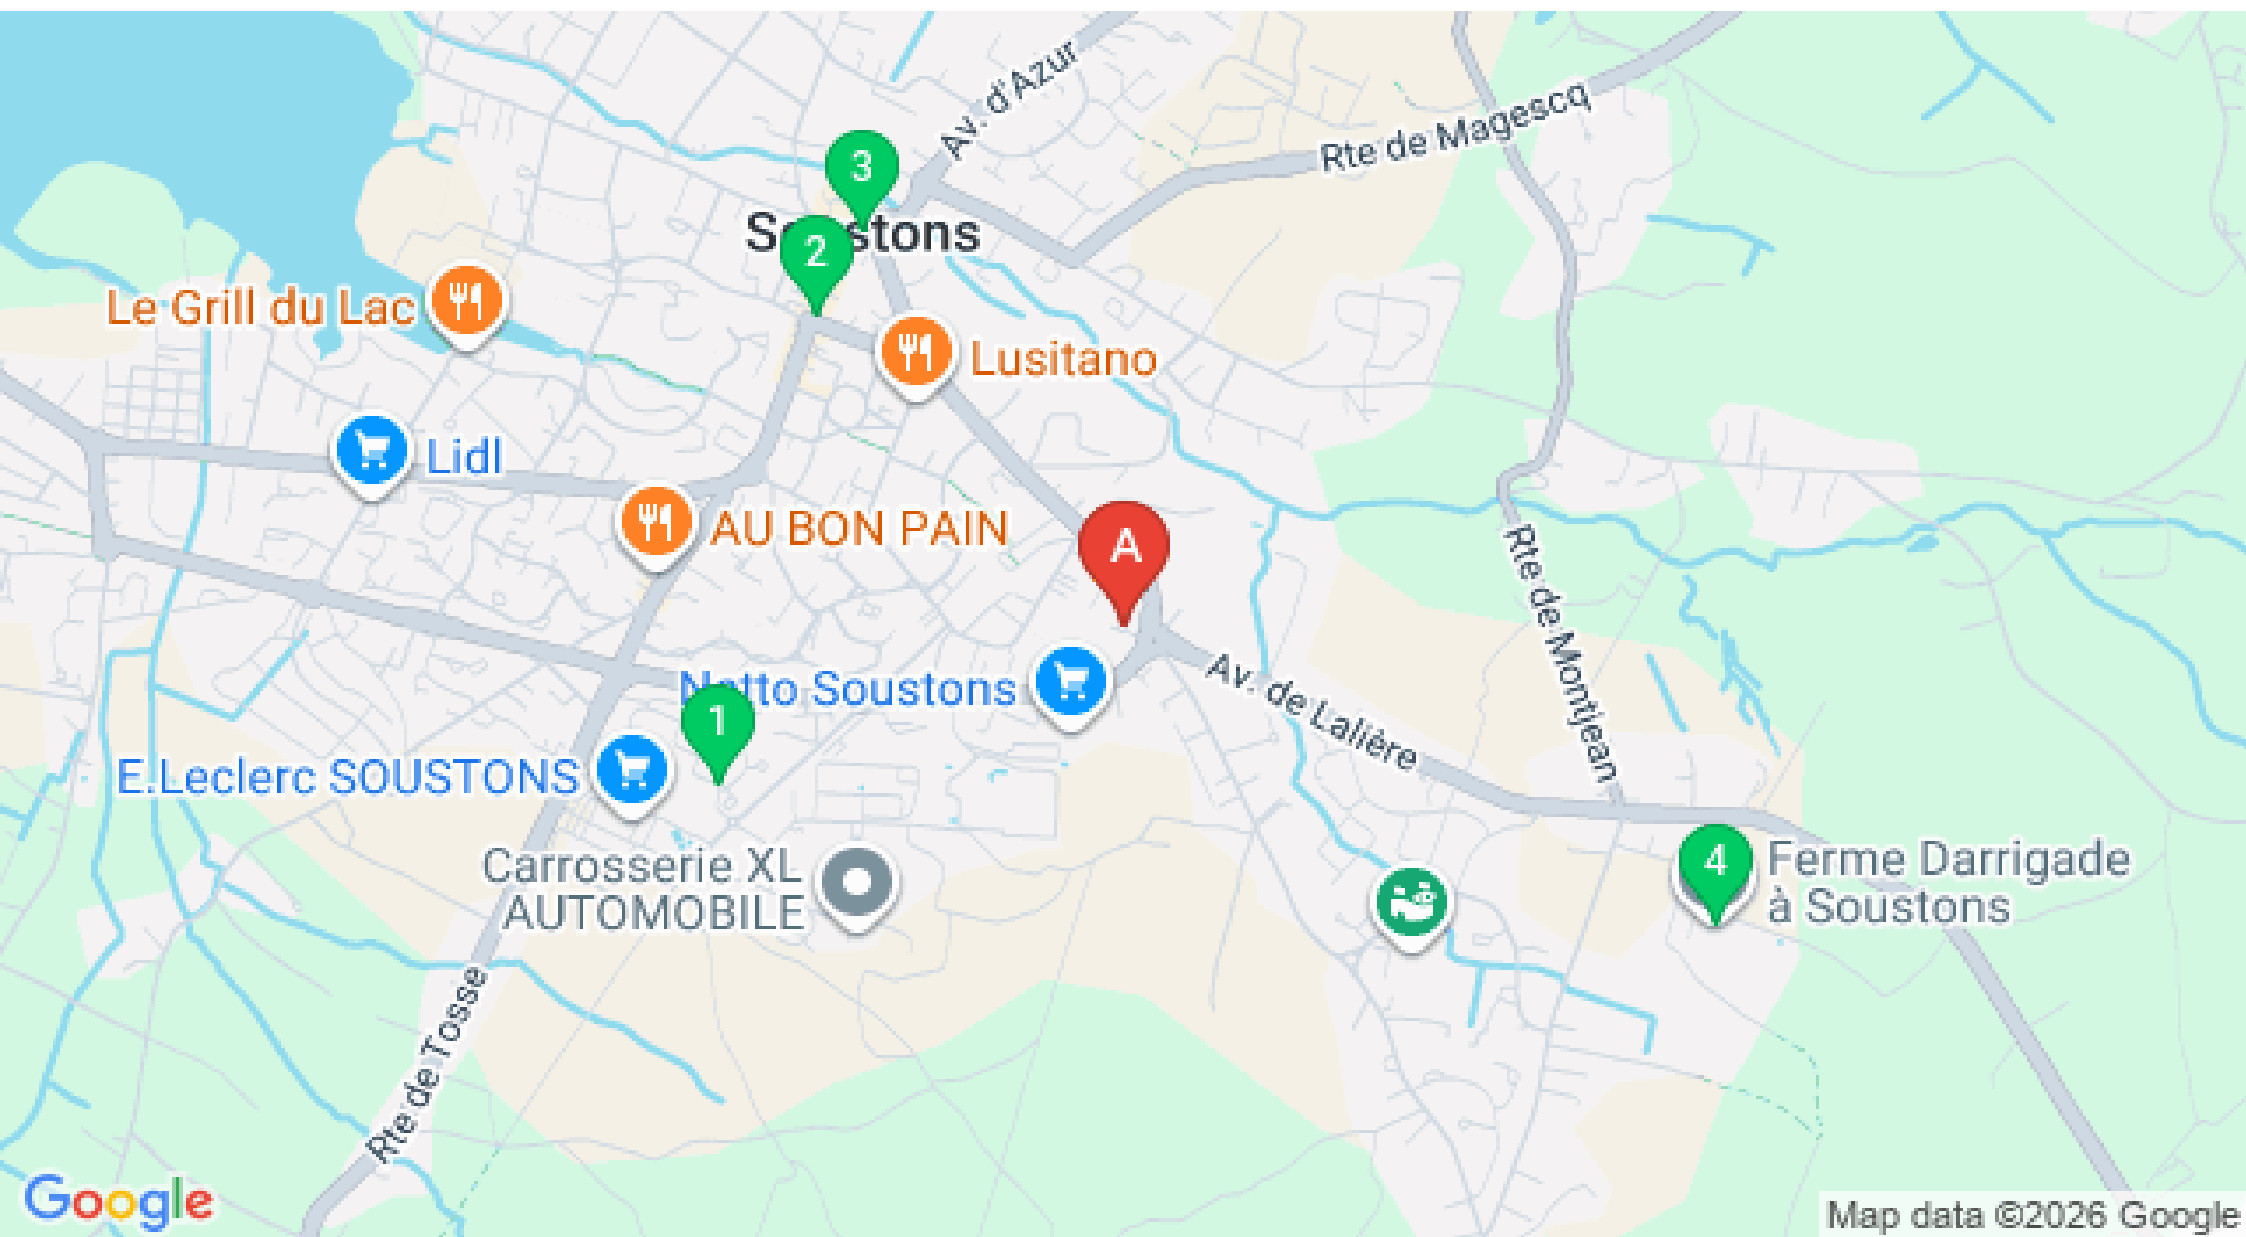 Av. d'Azur
Rte de Magescq
3
Soustons
2
Le Grill du Lac
Lusitano
Lidl
AU BON PAIN
A
Rte de Montjean
Netto Soustons
Av. de Lalière
1
E.Leclerc SOUSTONS
Carrosserie XL
AUTOMOBILE
4
Ferme Darrigade
à Soustons
Rte de Tosse
Google
Map data ©2026 Google